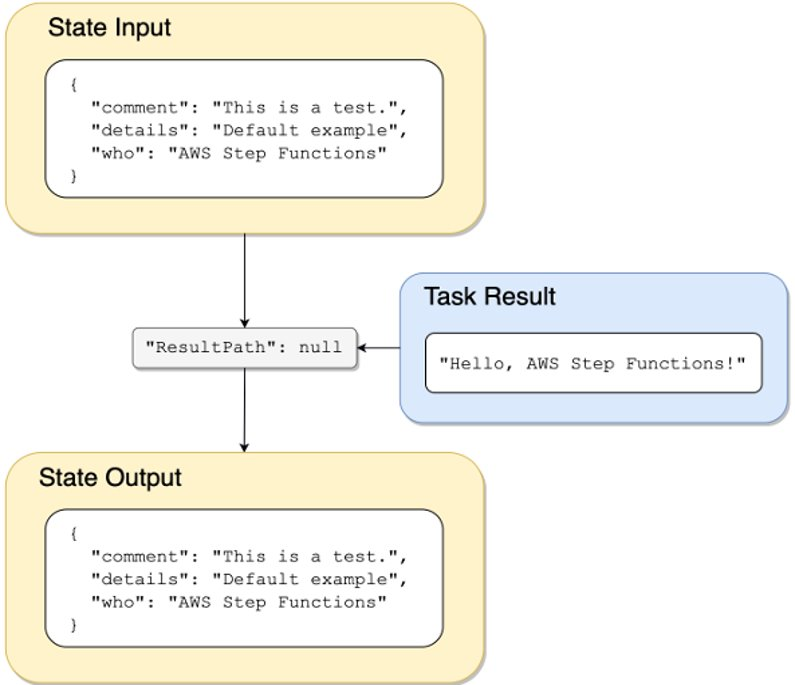 State Input
{
  "comment": "This is a test.",
  "details": "Default example",
  "who": "AWS Step Functions"
}
Task Result
"ResultPath": null
"Hello, AWS Step Functions!"
State Output
{
  "comment": "This is a test.",
  "details": "Default example",
  "who": "AWS Step Functions"
}